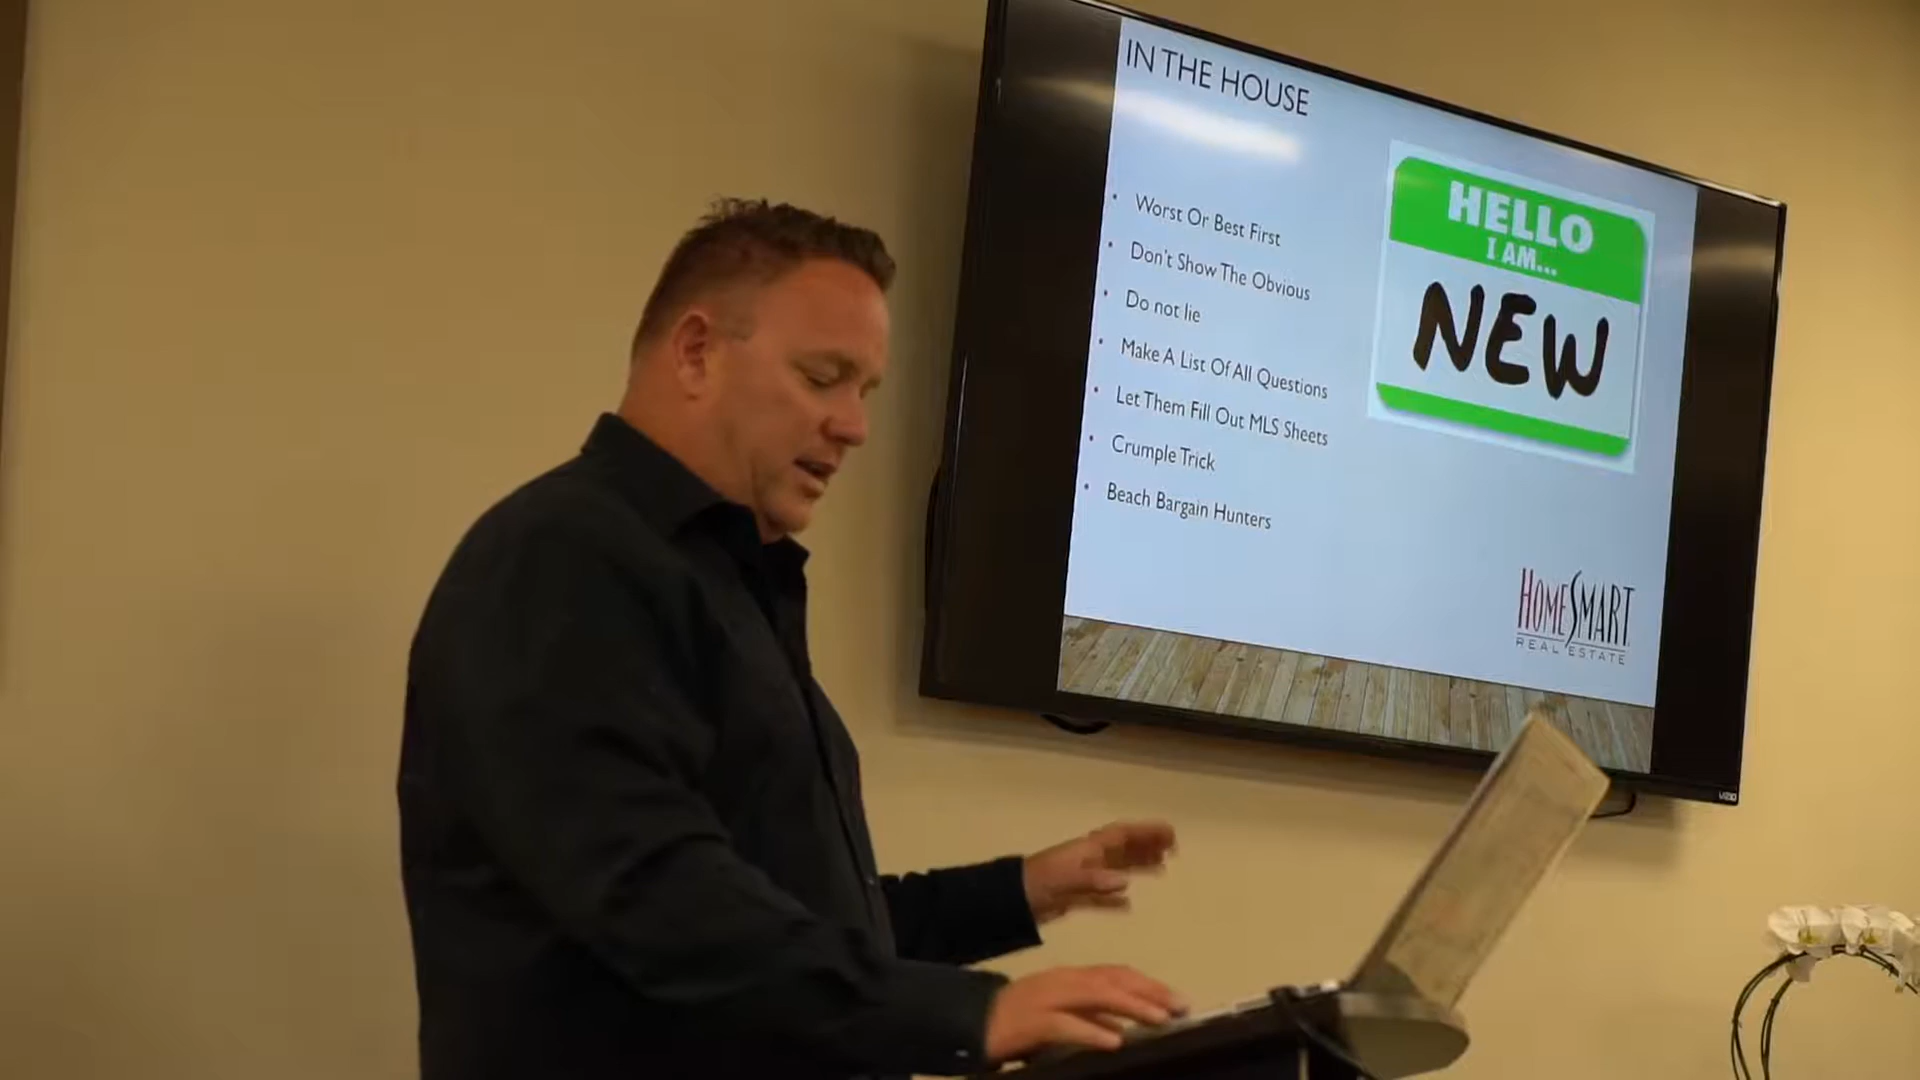 IN THE HOUSE
• Worst Or Best First
• Don't Show The Obvious
• Do not lie
• Make A List Of All Questions
• Let Them Fill Out MLS Sheets
• Crumple Trick
• Beach Bargain Hunters
HELLO
I AM...
NEW
HOMESMART
REAL ESTATE
VIZIO